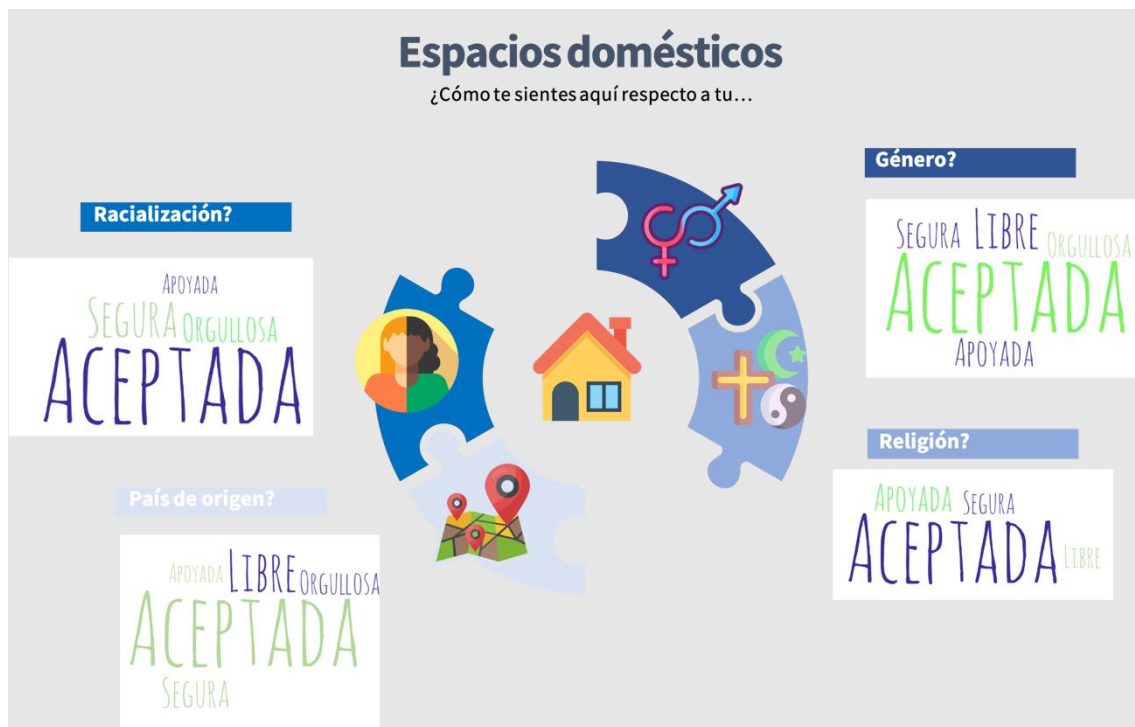 Espacios domésticos
¿Cómo te sientes aquí respecto a tu…
Racialización?
APOYADA
SEGURA ORGULLOSA
ACEPTADA
País de origen?
APOYADA LIBRE ORGULLOSA
ACEPTADA
SEGURA
Género?
SEGURA LIBRE ORGULLOSA
ACEPTADA
APOYADA
Religión?
APOYADA SEGURA
ACEPTADA LIBRE